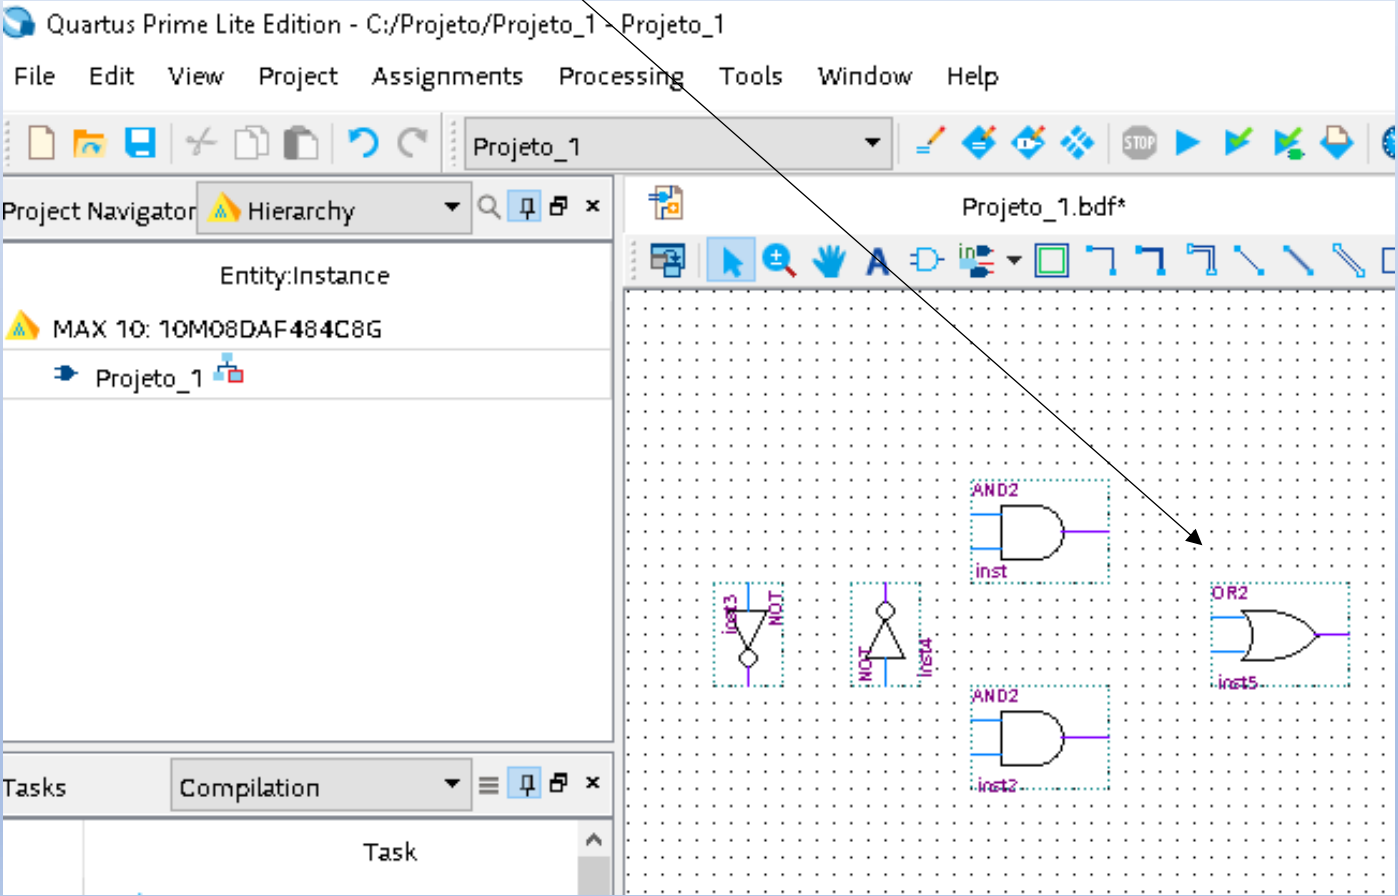 Quartus Prime Lite Edition - C:/Projeto/Projeto_1 - Projeto_1
File Edit View Project Assignments Processing Tools Window Help
Projeto_1
STOP
Project Navigator Hierarchy
Projeto_1.bdf*
A
in
Entity:Instance
MAX 10: 10M08DAF484C8G
Projeto_1
AND2
inst
inst3
NOT
NOT
inst4
OR2
inst5
AND2
inst2
Tasks Compilation
Task